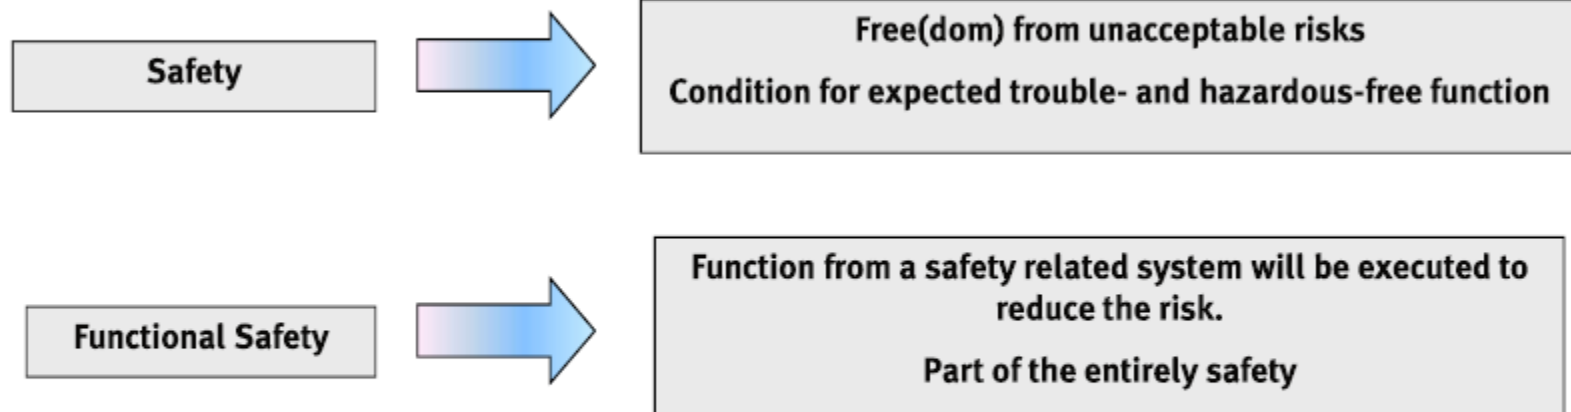 Safety
Free(dom) from unacceptable risks
Condition for expected trouble- and hazardous-free function
Functional Safety
Function from a safety related system will be executed to
reduce the risk.
Part of the entirely safety